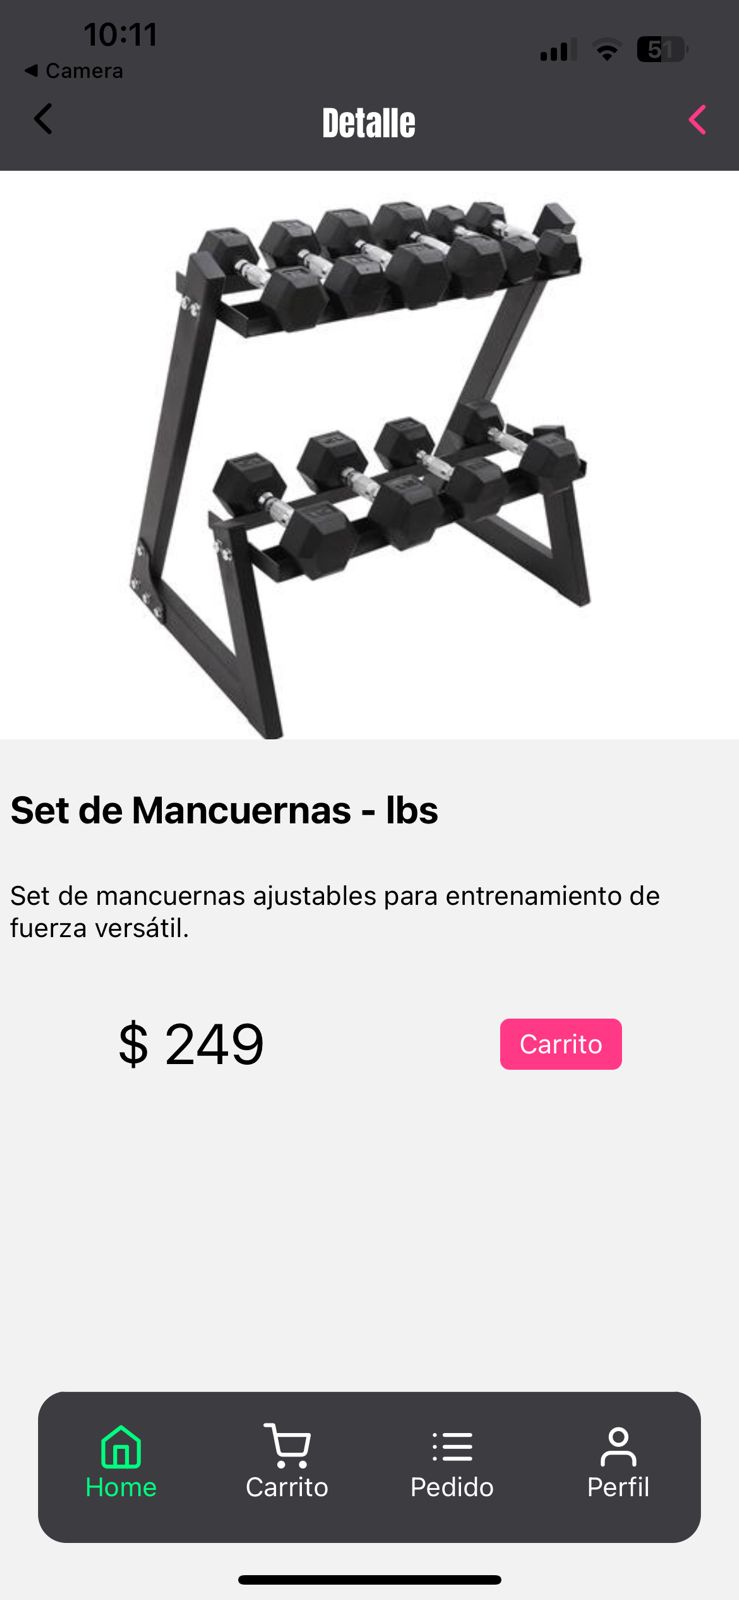 10:11
51
◀ Camera
Detalle
Set de Mancuernas - lbs
Set de mancuernas ajustables para entrenamiento de
fuerza versátil.
$ 249
Carrito
Home
Carrito
Pedido
Perfil